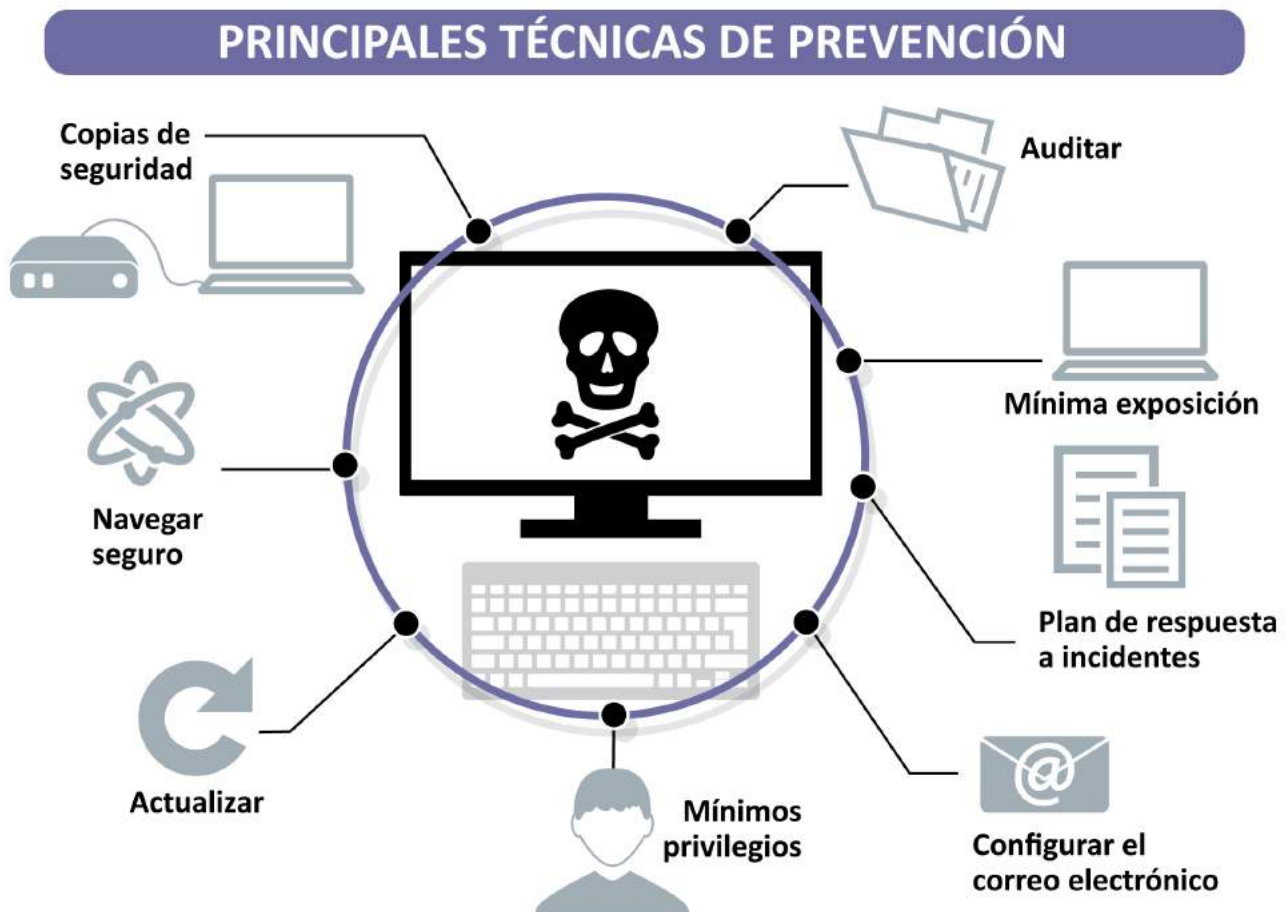 PRINCIPALES TÉCNICAS DE PREVENCIÓN
Copias de
seguridad
Auditar
Mínima exposición
Navegar
seguro
Plan de respuesta
a incidentes
Actualizar
Mínimos
privilegios
Configurar el
correo electrónico
@